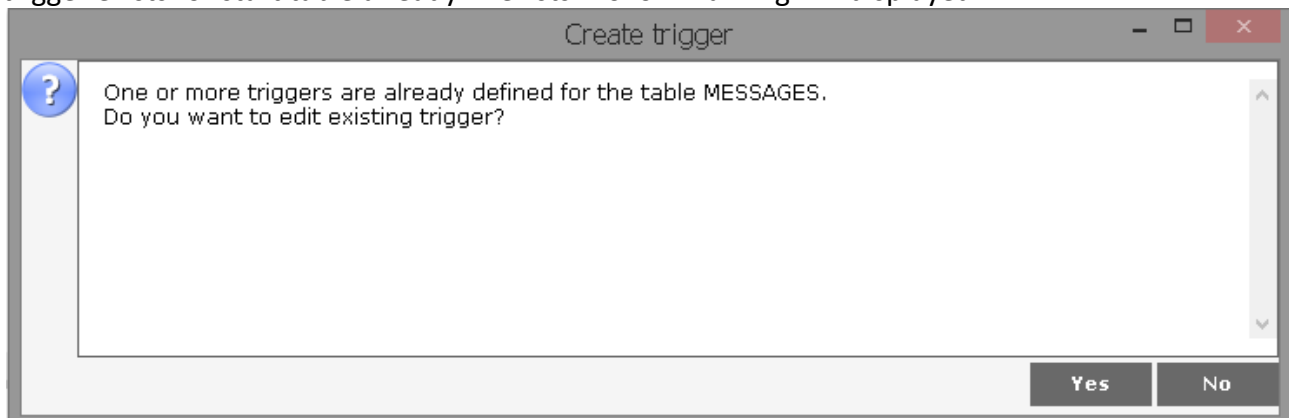 Create trigger
One or more triggers are already defined for the table MESSAGES.
Do you want to edit existing trigger?
Yes No